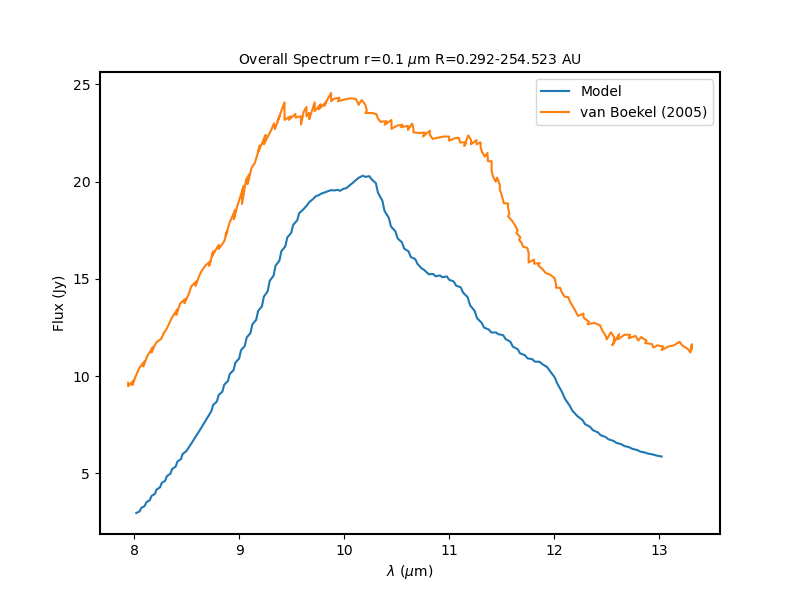 Overall Spectrum r=0.1 μm R=0.292-254.523 AU
Model
van Boekel (2005)
Flux (Jy)
25
20
15
10
5
8 9 10 11 12 13
λ (μm)